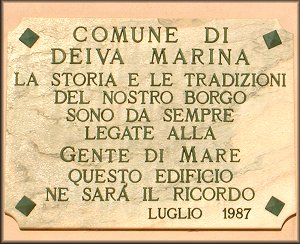 COMUNE DI
DEIVA MARINA
LA STORIA E LE TRADIZIONI
DEL NOSTRO BORGO
SONO DA SEMPRE
LEGATE ALLA
GENTE DI MARE
QUESTO EDIFICIO
NE SARÁ IL RICORDO
LUGLIO 1987